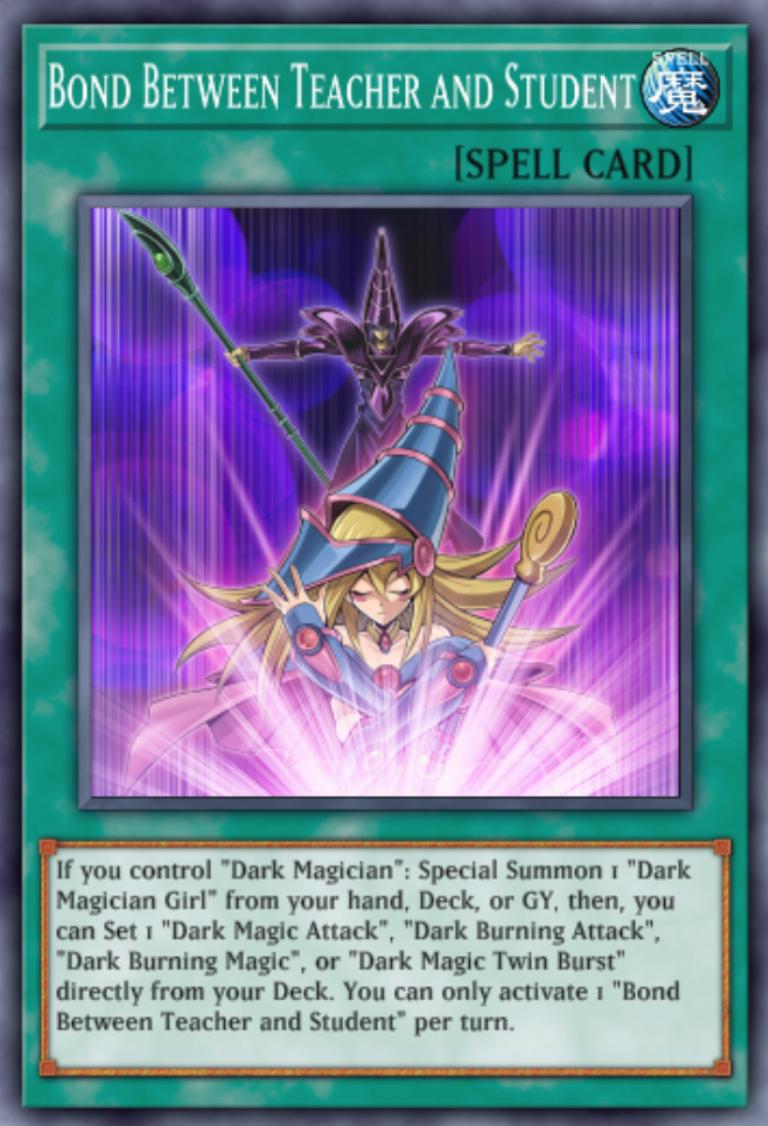 BOND BETWEEN TEACHER AND STUDENT
SPELL
魔
[SPELL CARD]
If you control "Dark Magician": Special Summon 1 "Dark
Magician Girl" from your hand, Deck, or GY, then, you
can Set 1 "Dark Magic Attack", "Dark Burning Attack",
"Dark Burning Magic", or "Dark Magic Twin Burst"
directly from your Deck. You can only activate 1 "Bond
Between Teacher and Student" per turn.